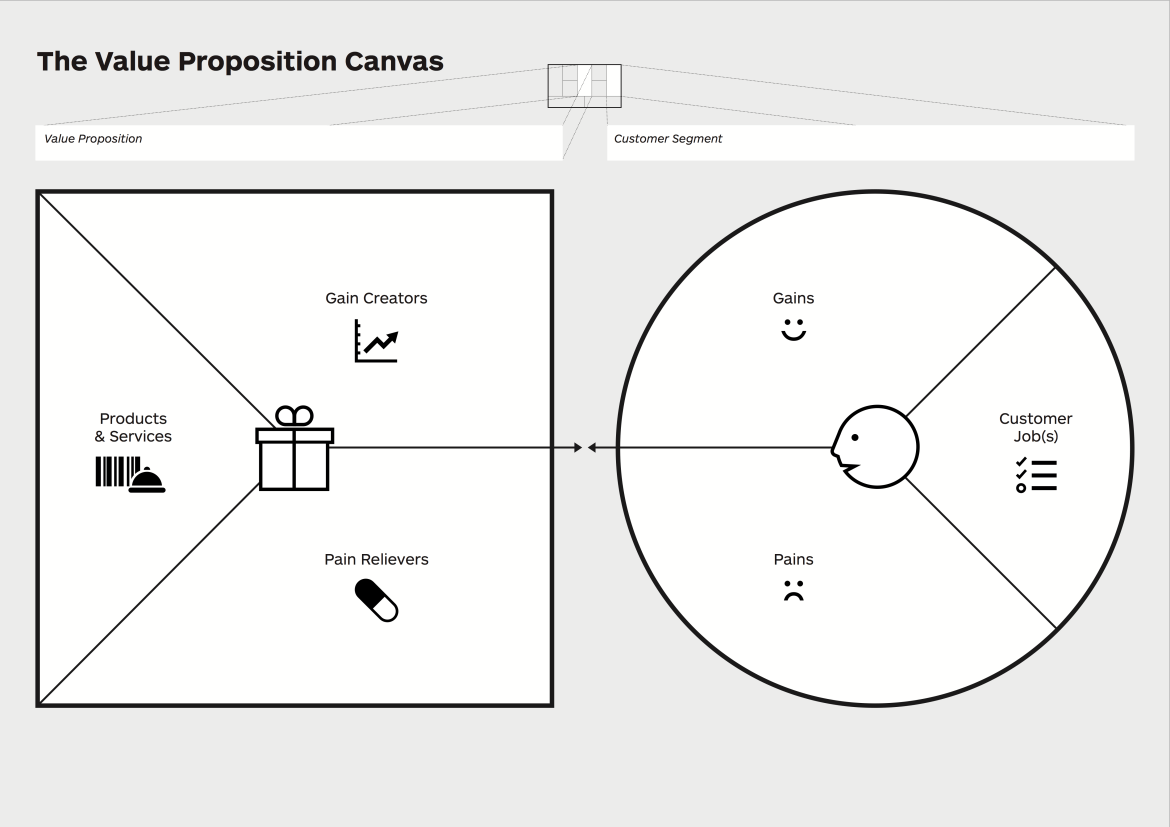 The Value Proposition Canvas
Value Proposition
Customer Segment
Gain Creators
Products
& Services
Pain Relievers
Gains
Customer
Job(s)
Pains